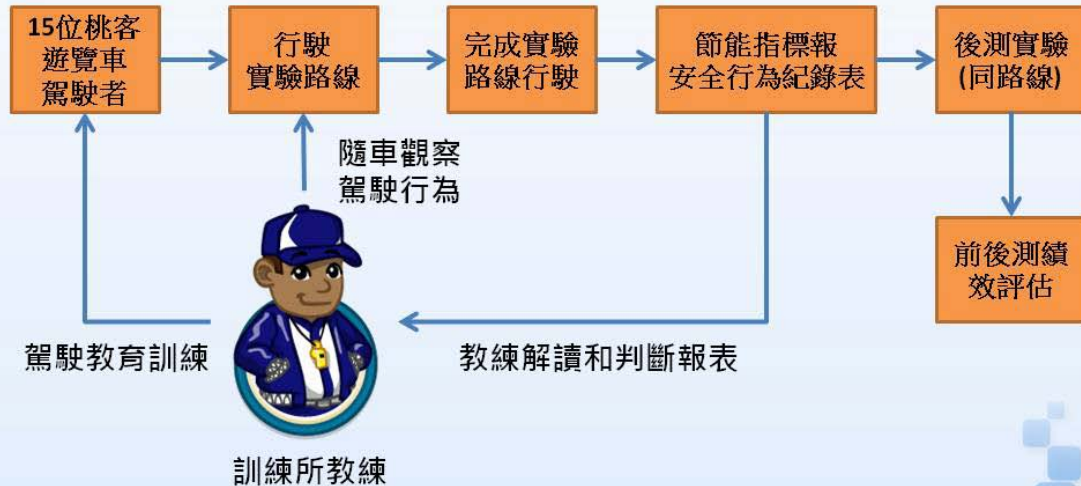 15位桃客
遊覽車
駕駛者
行駛
實驗路線
完成實驗
路線行駛
節能指標報
安全行為紀錄表
後測實驗
(同路線)
隨車觀察
駕駛行為
前後測績
效評估
駕駛教育訓練
教練解讀和判斷報表
訓練所教練